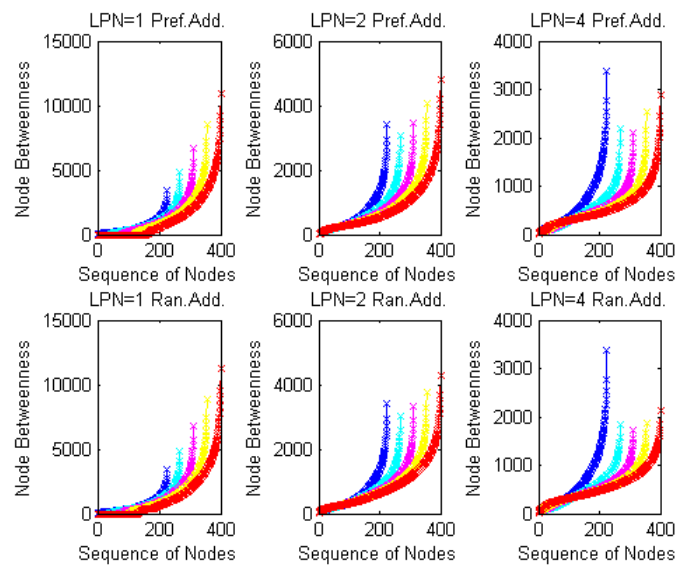 LPN=1 Pref.Add.
15000
10000
5000
0
0
200
400
Node Betweenness
Sequence of Nodes
LPN=2 Pref.Add.
6000
4000
2000
0
0
200
400
Node Betweenness
Sequence of Nodes
LPN=4 Pref.Add.
4000
3000
2000
1000
0
0
200
400
Node Betweenness
Sequence of Nodes
LPN=1 Ran.Add.
15000
10000
5000
0
0
200
400
Node Betweenness
Sequence of Nodes
LPN=2 Ran.Add.
6000
4000
2000
0
0
200
400
Node Betweenness
Sequence of Nodes
LPN=4 Ran.Add.
4000
3000
2000
1000
0
0
200
400
Node Betweenness
Sequence of Nodes